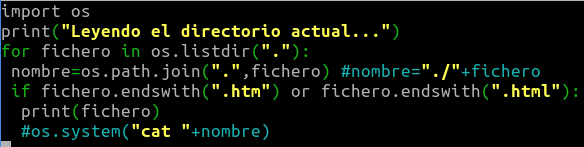 import os
print("Leyendo el directorio actual...")
for fichero in os.listdir("."):
 nombre=os.path.join(".",fichero) #nombre="./"+fichero
 if fichero.endswith(".htm") or fichero.endswith(".html"):
  print(fichero)
  #os.system("cat "+nombre)